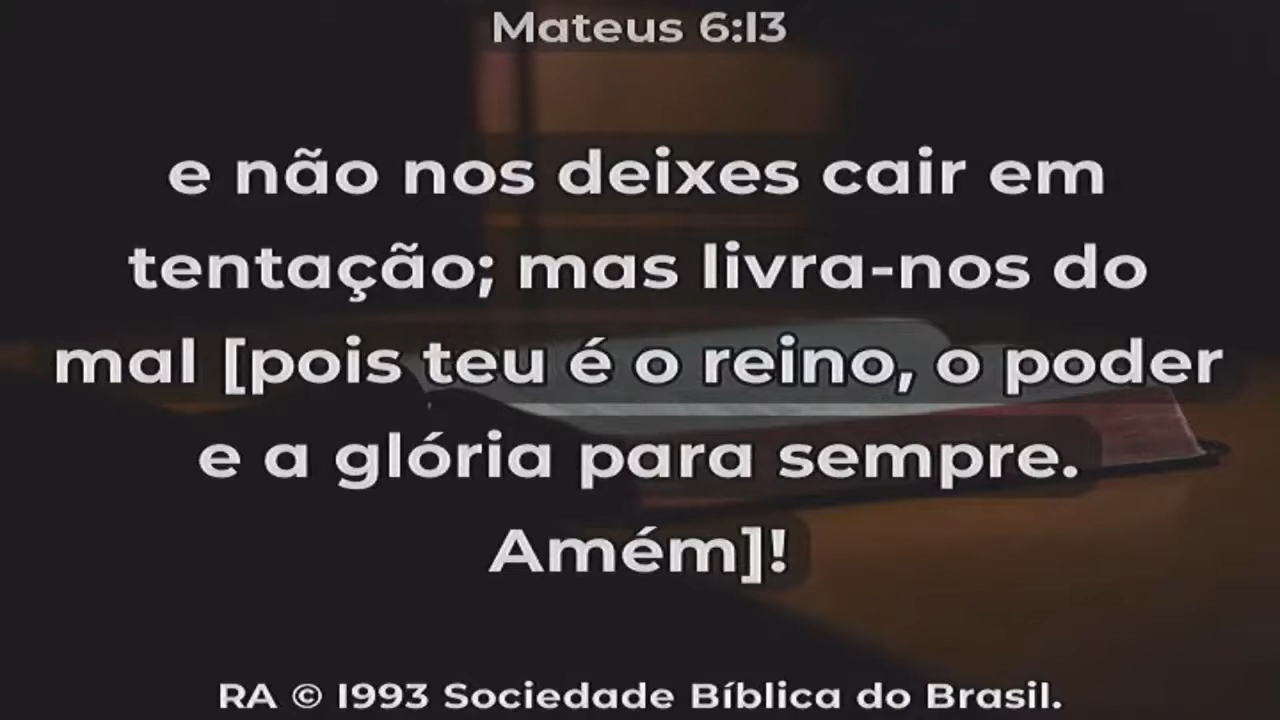 Mateus 6:13
e não nos deixes cair em
tentação; mas livra-nos do
mal [pois teu é o reino, o poder
e a glória para sempre.
Amém]!
RA © 1993 Sociedade Bíblica do Brasil.